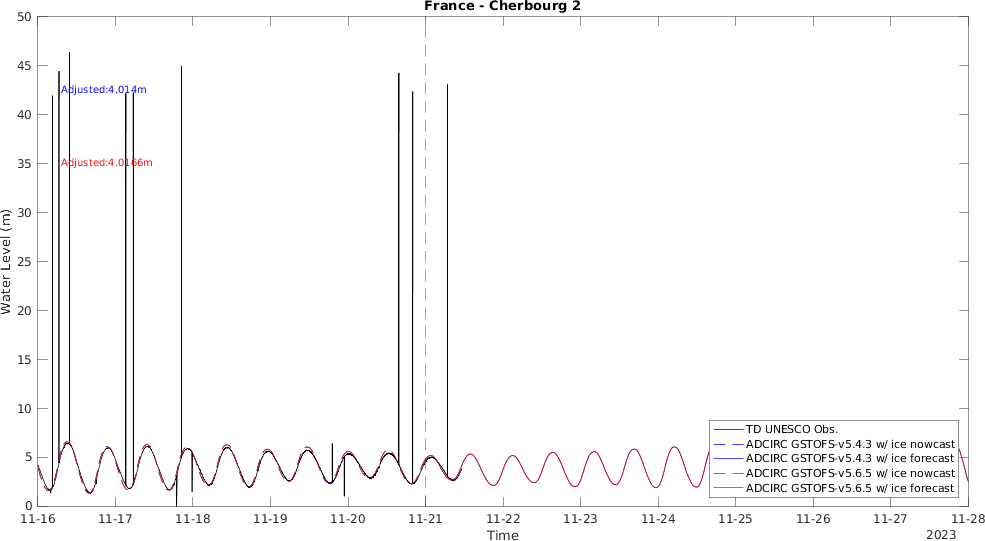 France - Cherbourg 2
50
45
40
35
30
25
20
15
10
5
0
Water Level (m)
Adjusted:4.014m
Adjusted:4.0166m
TD UNESCO Obs.
ADCIRC GSTOFS-v5.4.3 w/ ice nowcast
ADCIRC GSTOFS-v5.4.3 w/ ice forecast
ADCIRC GSTOFS-v5.6.5 w/ ice nowcast
ADCIRC GSTOFS-v5.6.5 w/ ice forecast
11-16 11-17 11-18 11-19 11-20 11-21 11-22 11-23 11-24 11-25 11-26 11-27 11-28
Time
2023